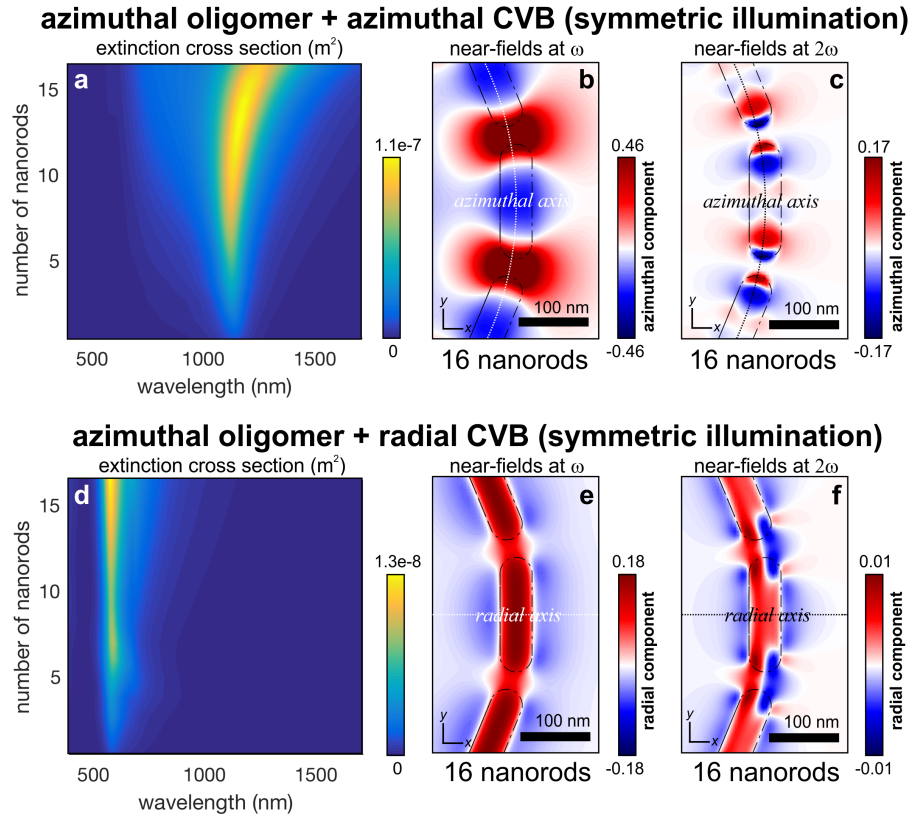 azimuthal oligomer + azimuthal CVB (symmetric illumination)
extinction cross section (m²)
near-fields at ω
near-fields at 2ω
a
b
c
number of nanorods
15
10
5
500
1000
1500
wavelength (nm)
1.1e-7
0
azimuthal axis
y
x
100 nm
16 nanorods
0.46
azimuthal component
-0.46
azimuthal axis
y
x
100 nm
16 nanorods
0.17
azimuthal component
-0.17
azimuthal oligomer + radial CVB (symmetric illumination)
extinction cross section (m²)
near-fields at ω
near-fields at 2ω
d
e
f
number of nanorods
15
10
5
500
1000
1500
wavelength (nm)
1.3e-8
0
radial axis
y
x
100 nm
16 nanorods
0.18
radial component
-0.18
radial axis
y
x
100 nm
16 nanorods
0.01
radial component
-0.01